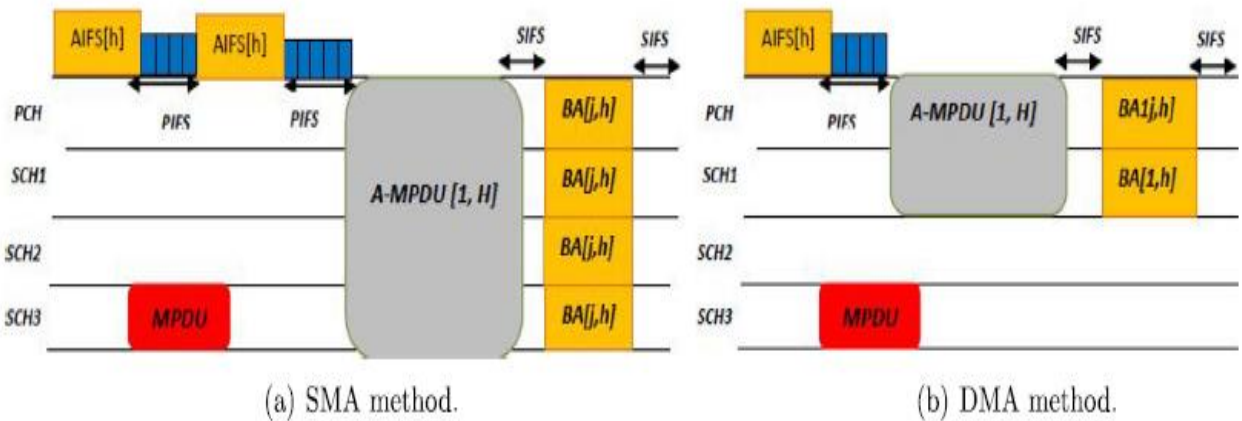 AIFS[h]
AIFS[h]
SIFS
SIFS
PCH
PIFS
PIFS
BA[j,h]
SCH1
A-MPDU [1, H]
BA[j,h]
SCH2
BA[j,h]
SCH3
MPDU
BA[j,h]
(a) SMA method.
AIFS[h]
SIFS
SIFS
PCH
PIFS
A-MPDU [1, H]
BA1j,h]
SCH1
BA[1,h]
SCH2
SCH3
MPDU
(b) DMA method.